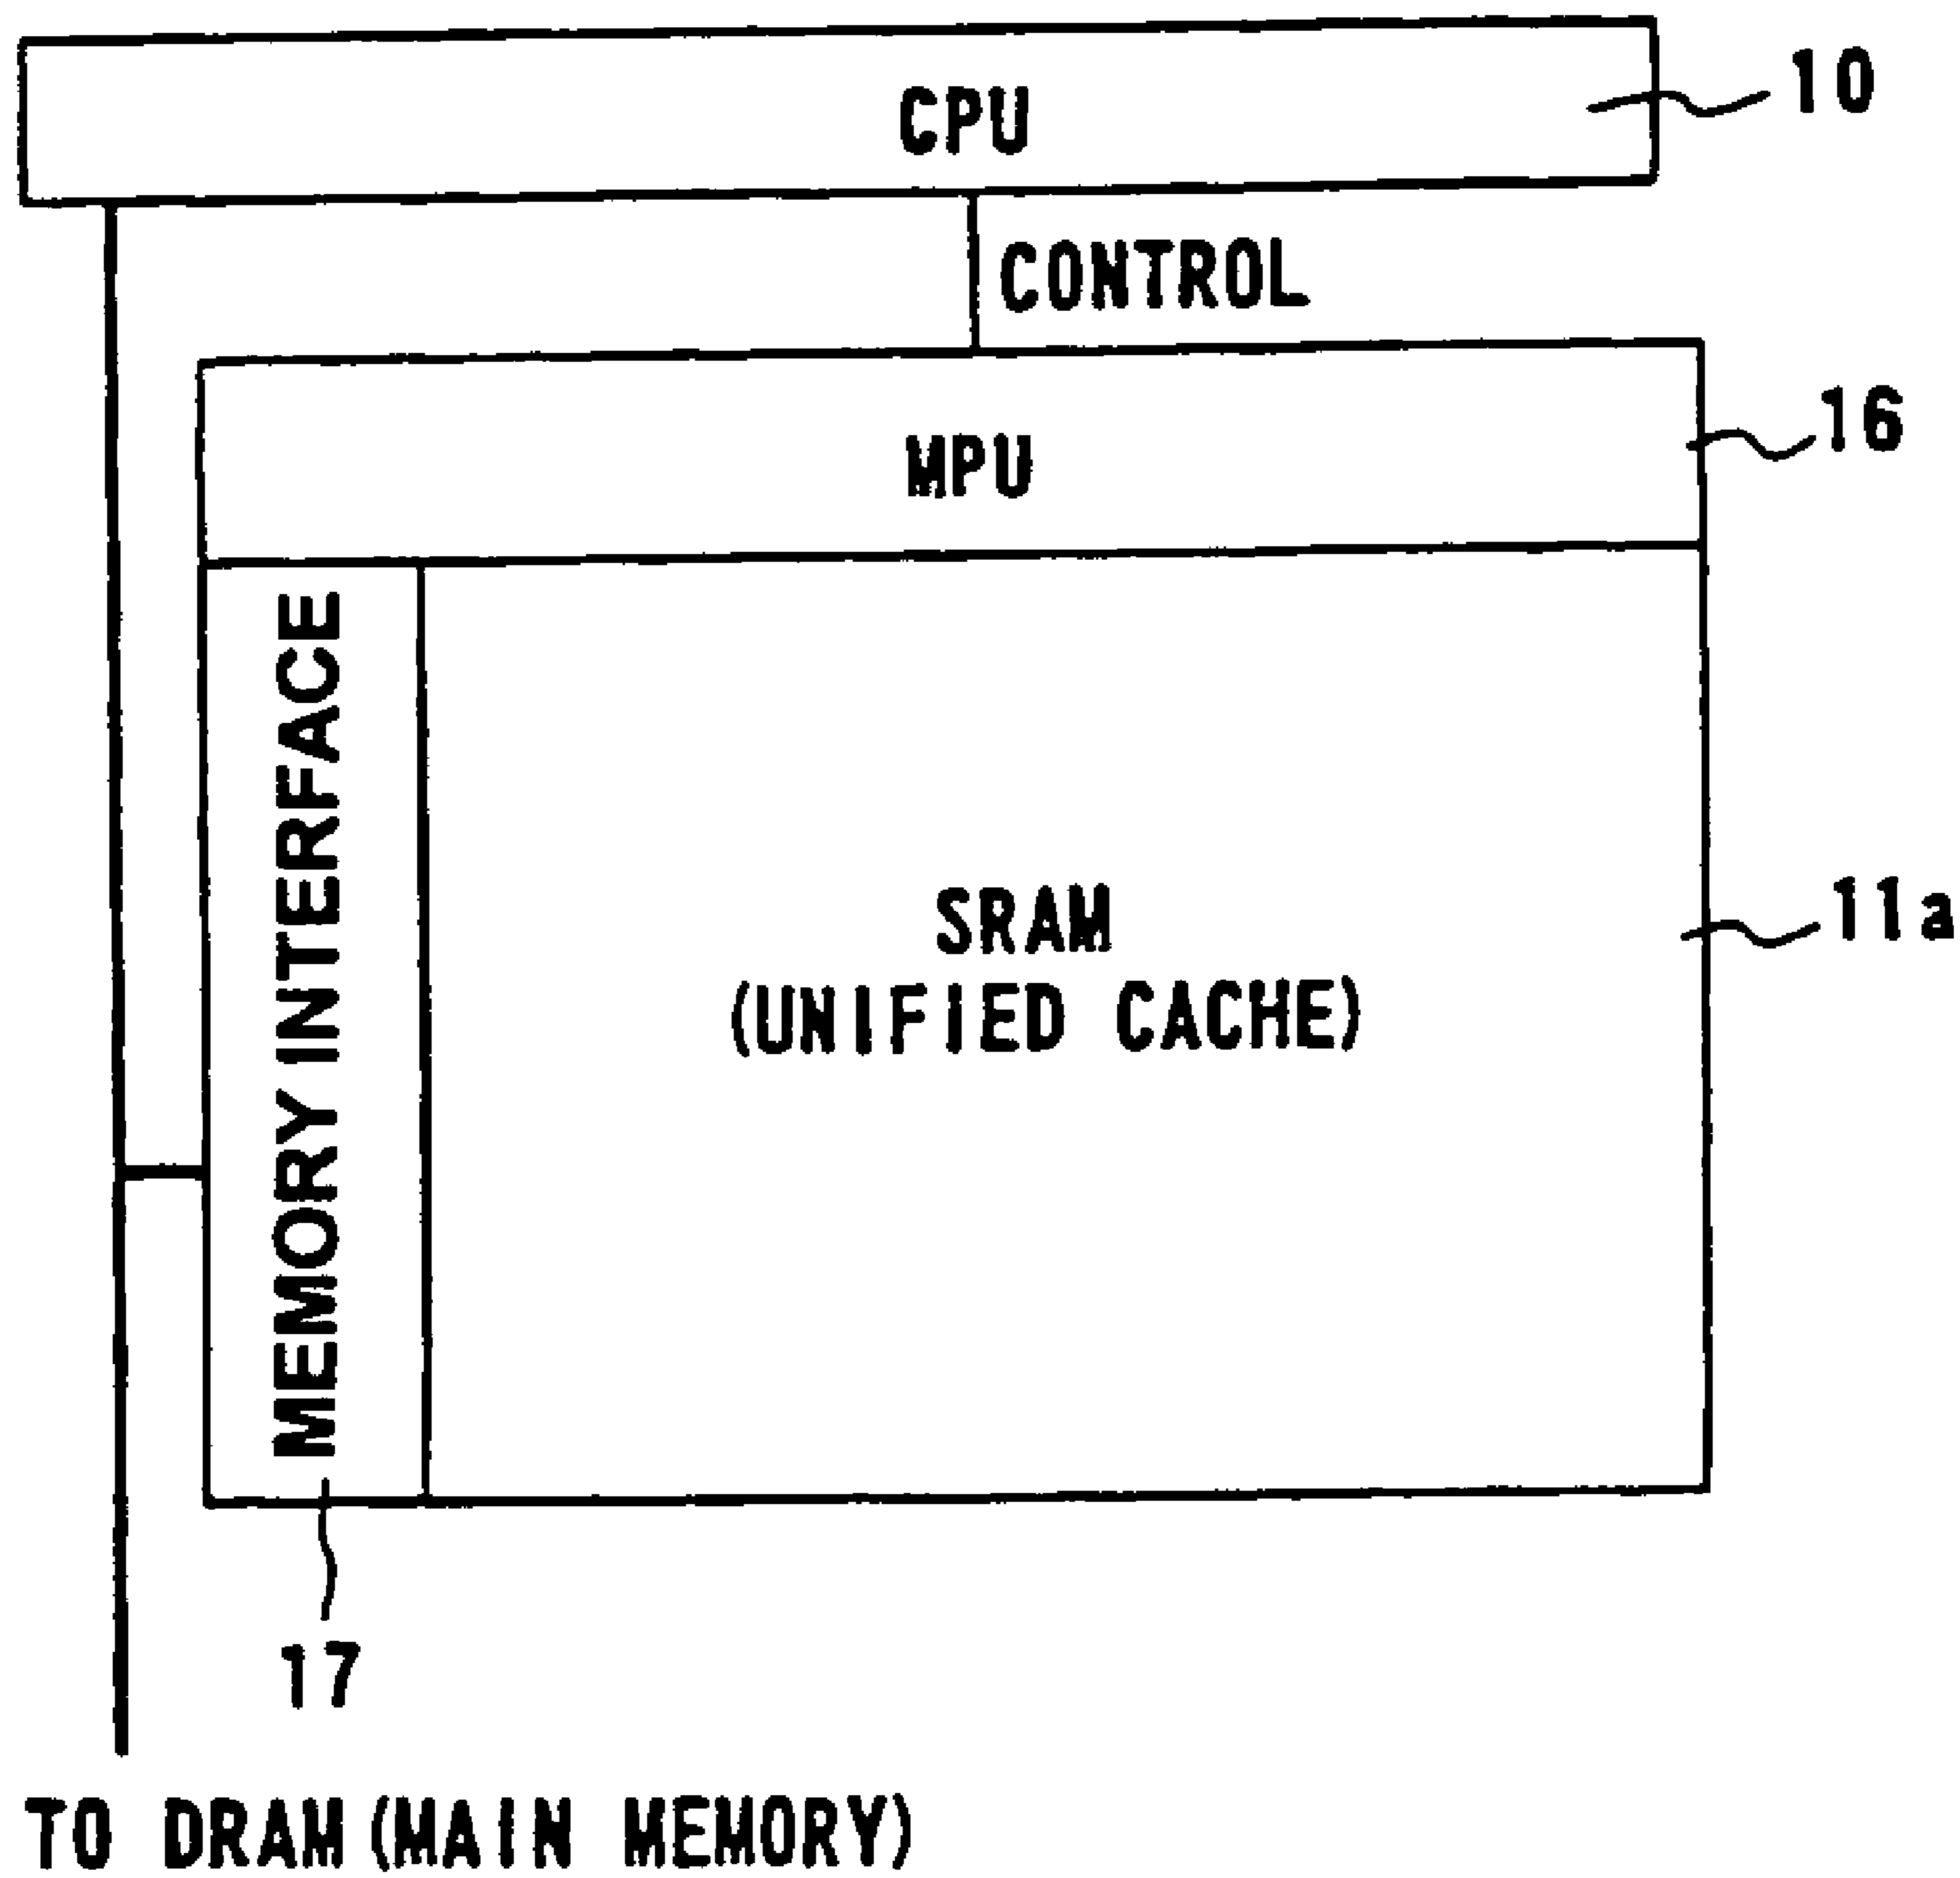 CPU
10
CONTROL
MPU
16
MEMORY INTERFACE
SRAM
(UNIFIED CACHE)
11a
17
TO DRAM(MAIN MEMORY)